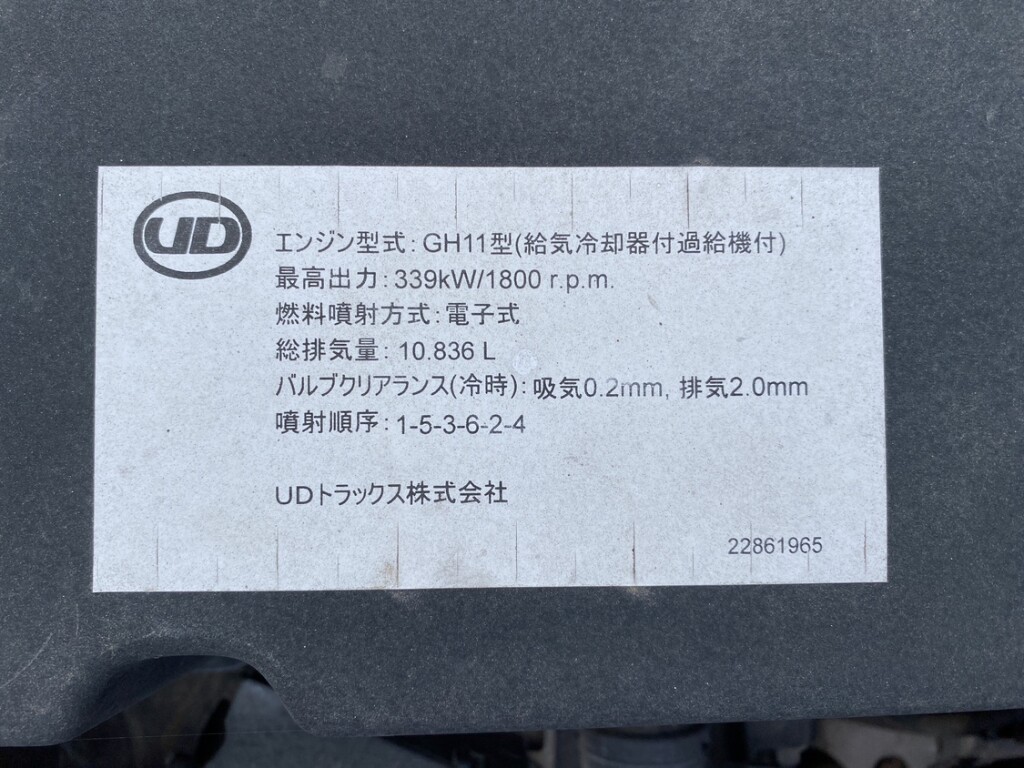 UD
エンジン型式: GH11型(給気冷却器付過給機付)
最高出力: 339kW/1800 r.p.m.
燃料噴射方式: 電子式
総排気量: 10.836 L
バルブクリアランス(冷時): 吸気0.2mm, 排気2.0mm
噴射順序: 1-5-3-6-2-4
UDトラックス株式会社
22861965